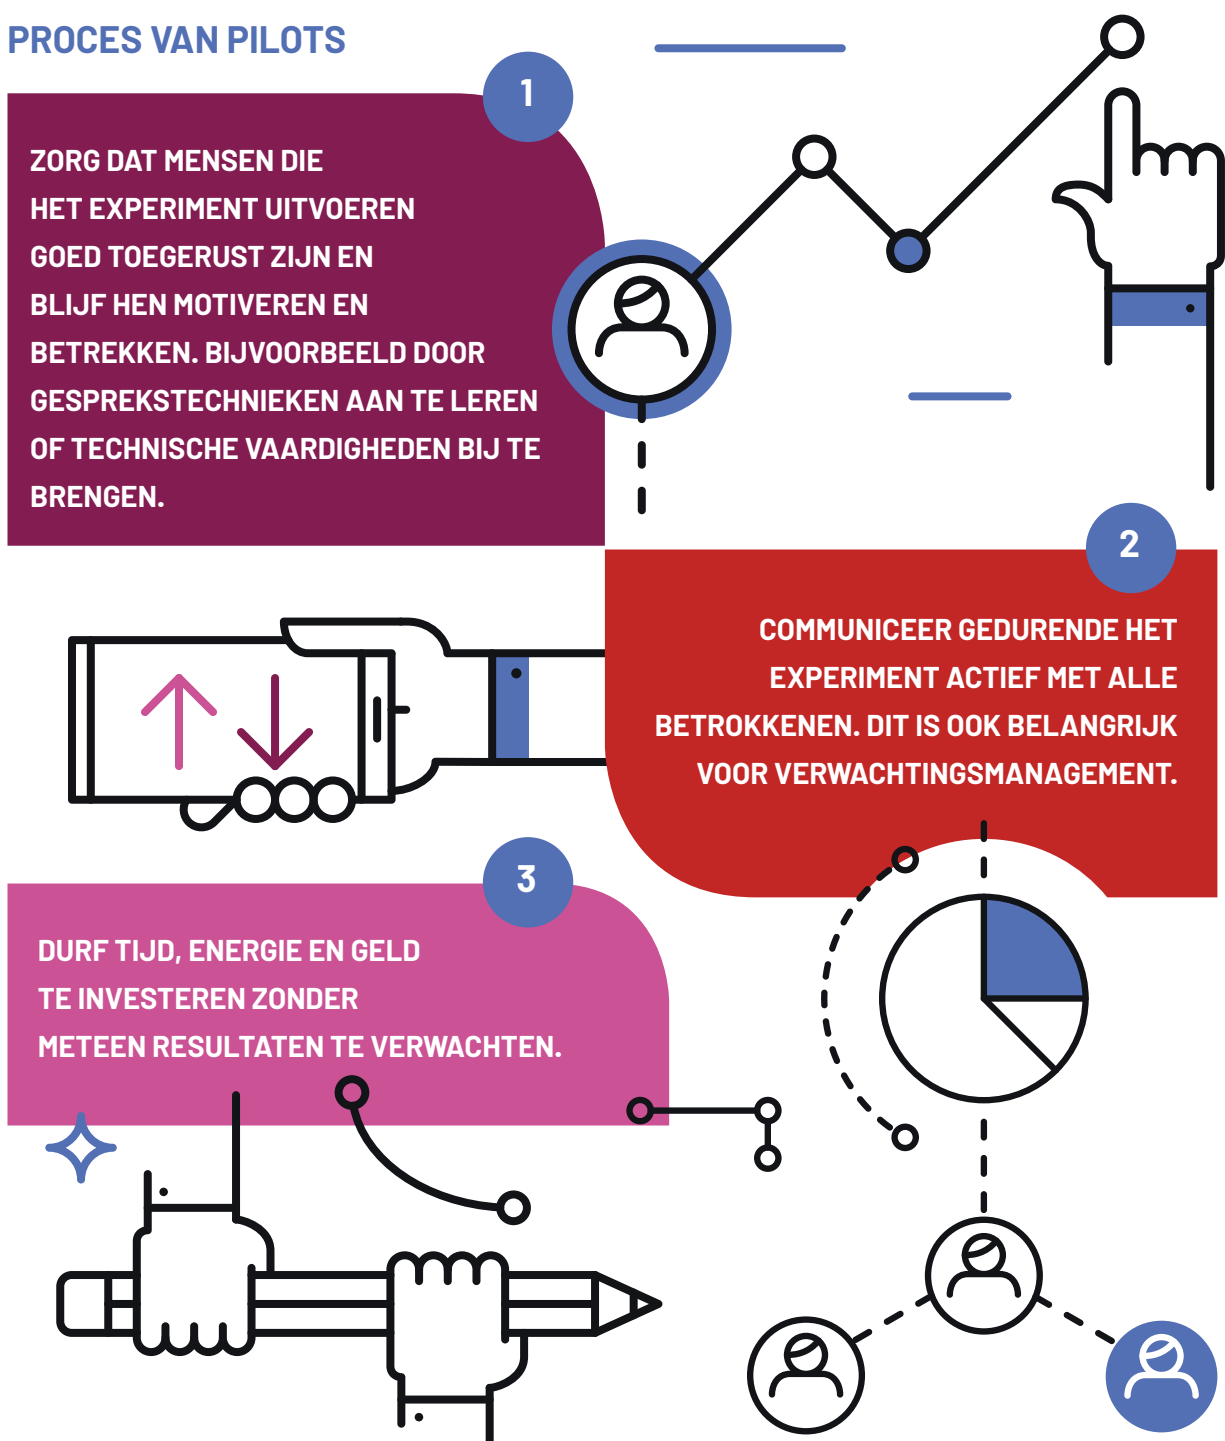 PROCES VAN PILOTS
1
ZORG DAT MENSEN DIE
HET EXPERIMENT UITVOEREN
GOED TOEGERUST ZIJN EN
BLIJF HEN MOTIVEREN EN
BETREKKEN. BIJVOORBEELD DOOR
GESPREKSTECHNIEKEN AAN TE LEREN
OF TECHNISCHE VAARDIGHEDEN BIJ TE
BRENGEN.
2
COMMUNICEER GEDURENDE HET
EXPERIMENT ACTIEF MET ALLE
BETROKKENEN. DIT IS OOK BELANGRIJK
VOOR VERWACHTINGSMANAGEMENT.
3
DURF TIJD, ENERGIE EN GELD
TE INVESTEREN ZONDER
METEEN RESULTATEN TE VERWACHTEN.